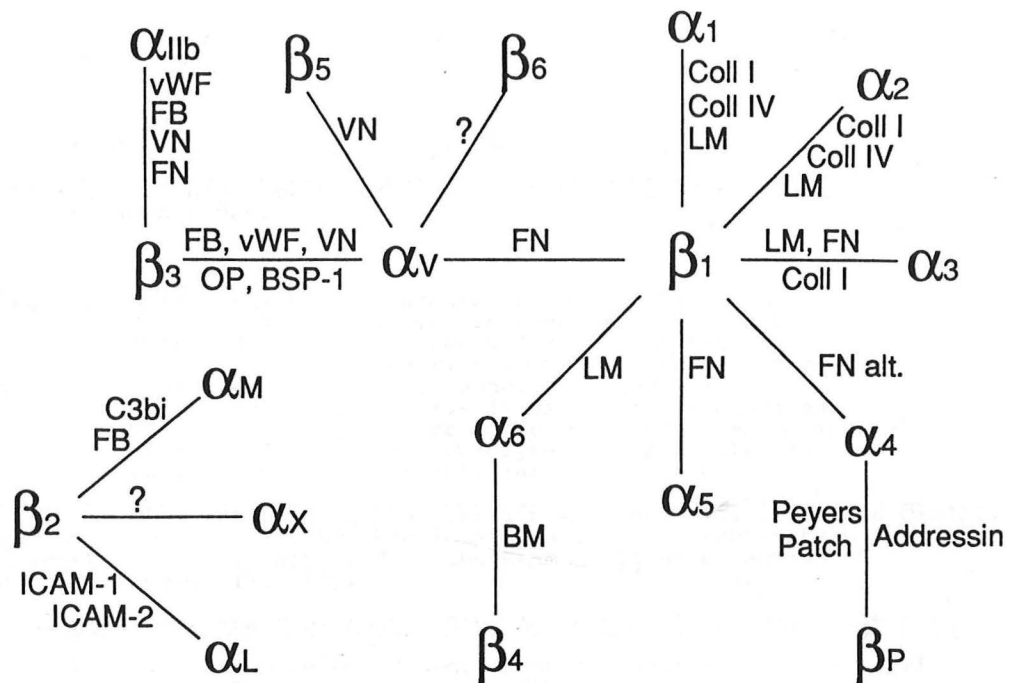 αIIb
vWF
FB
VN
FN
β5
VN
β6
?
α1
Coll I
Coll IV
LM
α2
Coll I
Coll IV
LM
β3
FB, vWF, VN
OP, BSP-1
αV
FN
β1
LM, FN
Coll I
α3
LM
FN
FN alt.
α6
α5
α4
BM
Peyers
Patch
Addressin
β4
βP
αM
C3bi
FB
β2
?
αX
ICAM-1
ICAM-2
αL